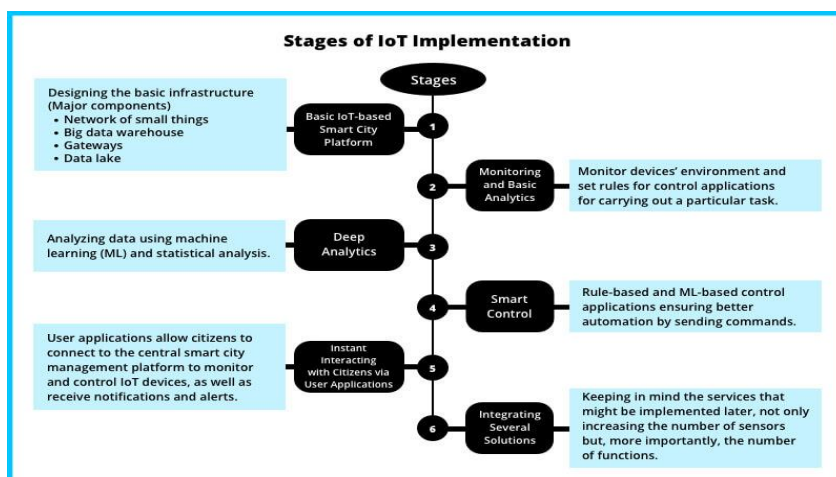 Stages of IoT Implementation
Stages
Designing the basic infrastructure
(Major components)
• Network of small things
• Big data warehouse
• Gateways
• Data lake
Basic IoT-based
Smart City
Platform
1
2
Monitoring
and Basic
Analytics
Monitor devices’ environment and
set rules for control applications
for carrying out a particular task.
Analyzing data using machine
learning (ML) and statistical analysis.
Deep
Analytics
3
4
Smart
Control
Rule-based and ML-based control
applications ensuring better
automation by sending commands.
User applications allow citizens to
connect to the central smart city
management platform to monitor
and control IoT devices, as well as
receive notifications and alerts.
Instant
Interacting
with Citizens via
User Applications
5
6
Integrating
Several
Solutions
Keeping in mind the services that
might be implemented later, not only
increasing the number of sensors
but, more importantly, the number
of functions.